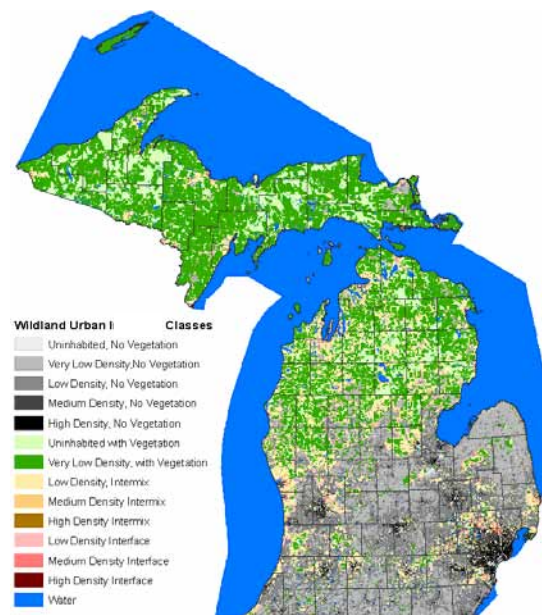 Wildland Urban I Classes
Uninhabited, No Vegetation
Very Low Density,No Vegetation
Low Density, No Vegetation
Medium Density, No Vegetation
High Density, No Vegetation
Uninhabited with Vegetation
Very Low Density, with Vegetation
Low Density, Intermix
Medium Density Intermix
High Density Intermix
Low Density Interface
Medium Density Interface
High Density Interface
Water